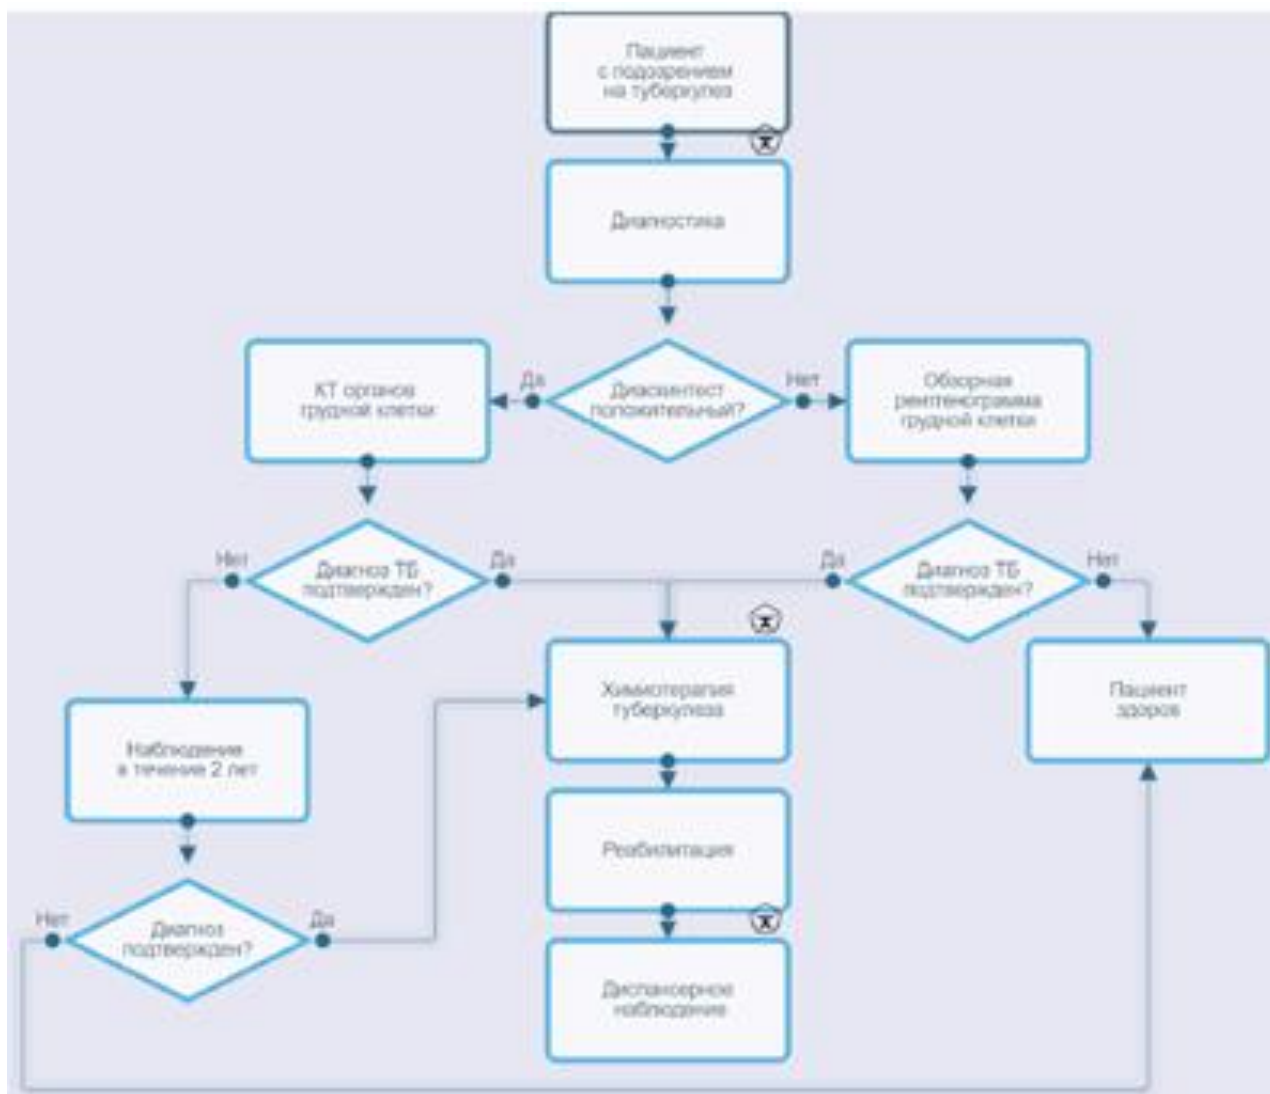 Пациент
с подозрением
на туберкулез
Диагностика
КТ органов
грудной клетки
Да
Диаскинтест
положительный?
Нет
Обзорная
рентгенограмма
грудной клетки
Нет
Диагноз ТБ
подтвержден?
Да
Да
Диагноз ТБ
подтвержден?
Нет
Химиотерапия
туберкулеза
Пациент
здоров
Наблюдение
в течение 2 лет
Реабилитация
Нет
Диагноз
подтвержден?
Да
Диспансерное
наблюдение